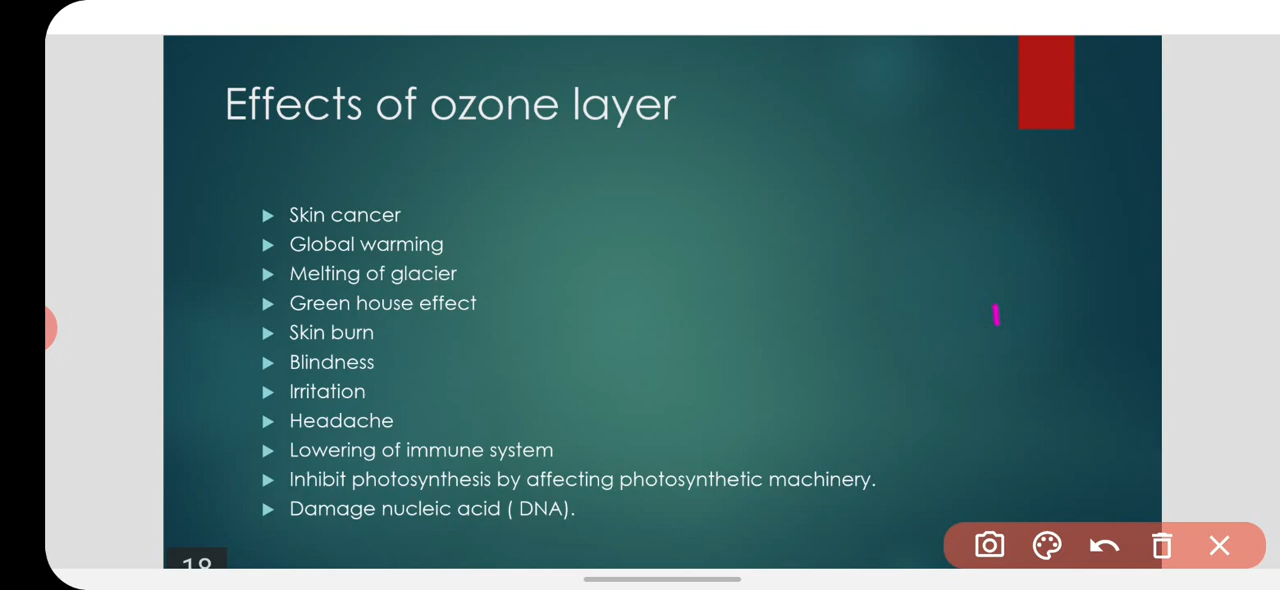 Effects of ozone layer
Skin cancer
Global warming
Melting of glacier
Green house effect
Skin burn
Blindness
Irritation
Headache
Lowering of immune system
Inhibit photosynthesis by affecting photosynthetic machinery.
Damage nucleic acid ( DNA).